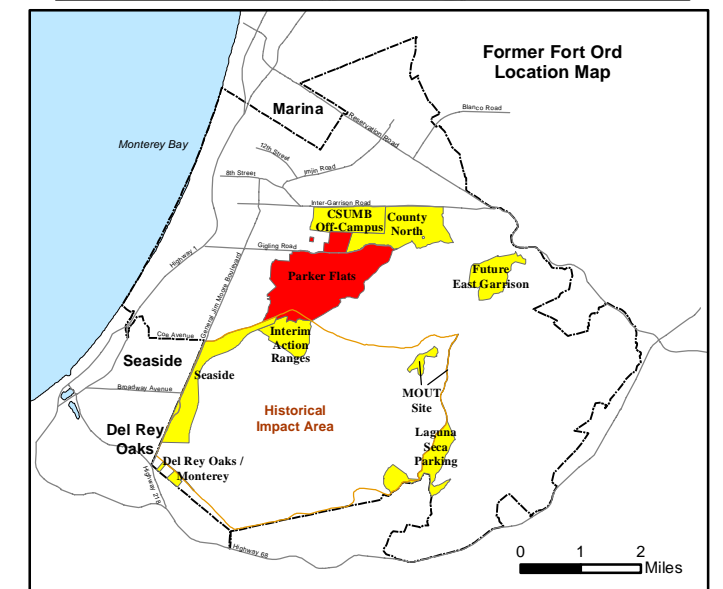 Former Fort Ord
Location Map
Marina
Blanco Road
Reservation Road
Monterey Bay
12th Street
Imjin Road
8th Street
Inter-Garrison Road
CSUMB
Off-Campus
County
North
Gigling Road
Highway 1
General Jim Moore Boulevard
Parker Flats
Future
East Garrison
Coe Avenue
Interim
Action
Ranges
Seaside
Seaside
Broadway Avenue
MOUT
Site
Historical
Impact Area
Del Rey
Oaks
Laguna
Seca
Parking
Del Rey Oaks /
Monterey
Highway 218
Highway 68
0 1 2
Miles